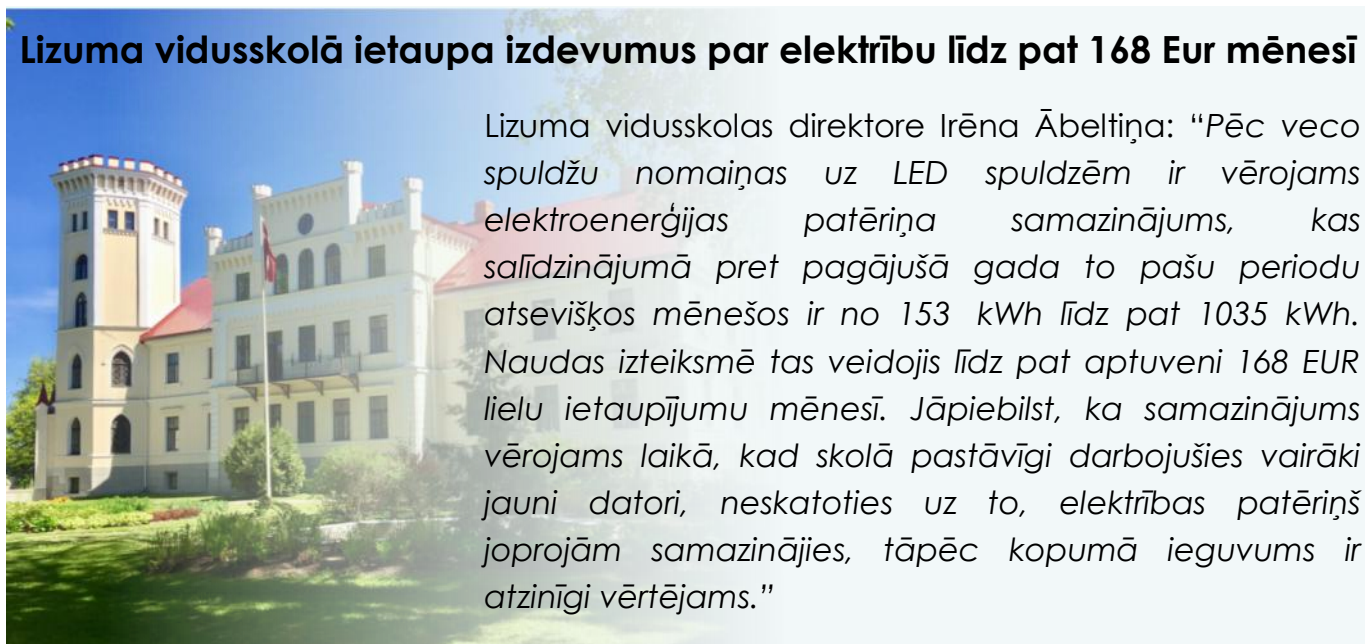 Lizuma vidusskolā ietaupa izdevumus par elektrību līdz pat 168 Eur mēnesī
Lizuma vidusskolas direktore Irēna Ābeltiņa: “Pēc veco
spuldžu nomaiņas uz LED spuldzēm ir vērojams
elektroenerģijas patēriņa samazinājums, kas
salīdzinājumā pret pagājušā gada to pašu periodu
atsevišķos mēnešos ir no 153 kWh līdz pat 1035 kWh.
Naudas izteiksmē tas veidojis līdz pat aptuveni 168 EUR
lielu ietaupījumu mēnesī. Jāpiebilst, ka samazinājums
vērojams laikā, kad skolā pastāvīgi darbojušies vairāki
jauni datori, neskatoties uz to, elektrības patēriņš
joprojām samazinājies, tāpēc kopumā ieguvums ir
atzinīgi vērtējams.”